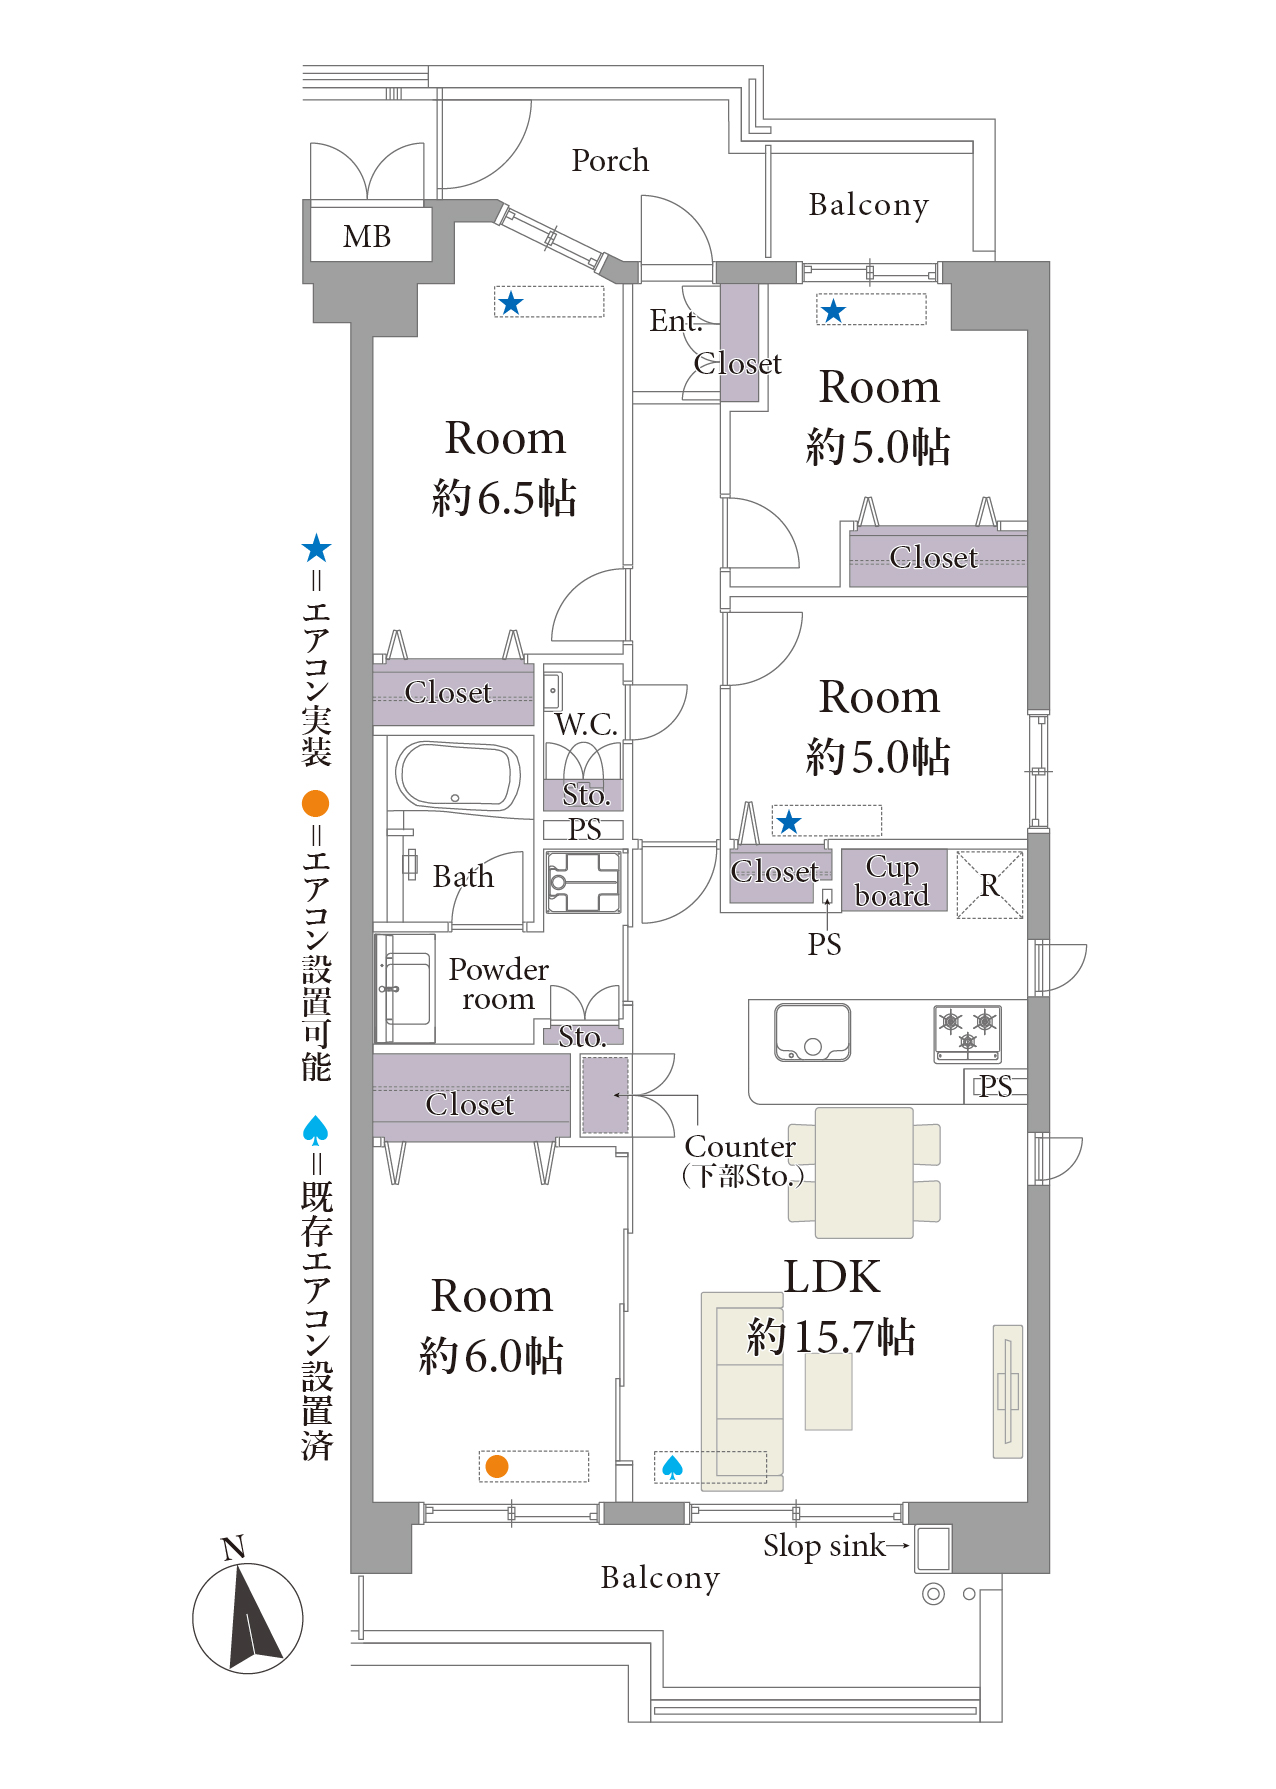 Porch
Balcony
MB
Ent.
Closet
Room
約5.0帖
Room
約6.5帖
Closet
Closet
W.C.
Sto.
PS
Room
約5.0帖
Bath
Closet
Cup
board
R
PS
Powder
room
Sto.
PS
Closet
Counter
(下部Sto.)
LDK
約15.7帖
Room
約6.0帖
Slop sink
Balcony
N
★=エアコン実装 ●=エアコン設置可能 ♠=既存エアコン設置済